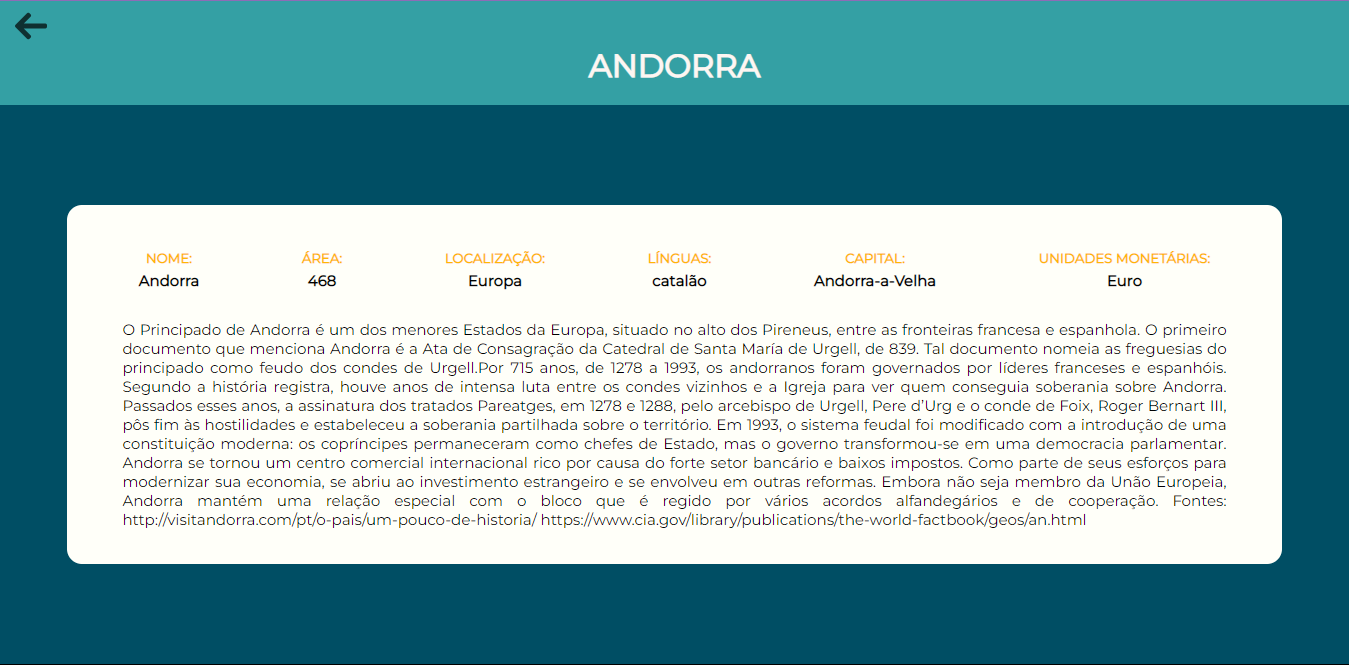 ANDORRA
NOME: ÁREA: LOCALIZAÇÃO: LÍNGUAS: CAPITAL: UNIDADES MONETÁRIAS:
Andorra 468 Europa catalão Andorra-a-Velha Euro
O Principado de Andorra é um dos menores Estados da Europa, situado no alto dos Pireneus, entre as fronteiras francesa e espanhola. O primeiro
documento que menciona Andorra é a Ata de Consagração da Catedral de Santa María de Urgell, de 839. Tal documento nomeia as freguesias do
principado como feudo dos condes de Urgell.Por 715 anos, de 1278 a 1993, os andorranos foram governados por líderes franceses e espanhóis.
Segundo a história registra, houve anos de intensa luta entre os condes vizinhos e a Igreja para ver quem conseguia soberania sobre Andorra.
Passados esses anos, a assinatura dos tratados Pareatges, em 1278 e 1288, pelo arcebispo de Urgell, Pere d’Urg e o conde de Foix, Roger Bernart III,
pôs fim às hostilidades e estabeleceu a soberania partilhada sobre o território. Em 1993, o sistema feudal foi modificado com a introdução de uma
constituição moderna: os copríncipes permaneceram como chefes de Estado, mas o governo transformou-se em uma democracia parlamentar.
Andorra se tornou um centro comercial internacional rico por causa do forte setor bancário e baixos impostos. Como parte de seus esforços para
modernizar sua economia, se abriu ao investimento estrangeiro e se envolveu em outras reformas. Embora não seja membro da Unão Europeia,
Andorra mantém uma relação especial com o bloco que é regido por vários acordos alfandegários e de cooperação. Fontes:
http://visitandorra.com/pt/o-pais/um-pouco-de-historia/ https://www.cia.gov/library/publications/the-world-factbook/geos/an.html